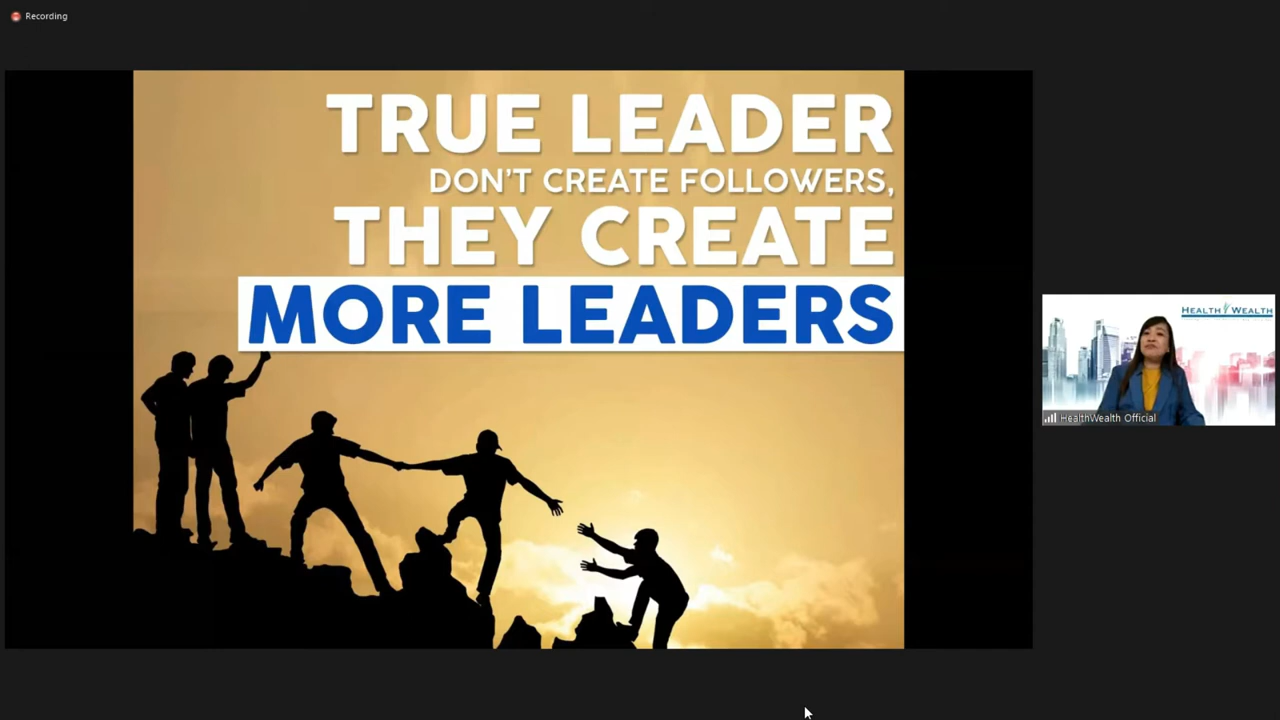 Recording
TRUE LEADER
DON'T CREATE FOLLOWERS,
THEY CREATE
MORE LEADERS
HEALTH WEALTH
HealthWealth Official